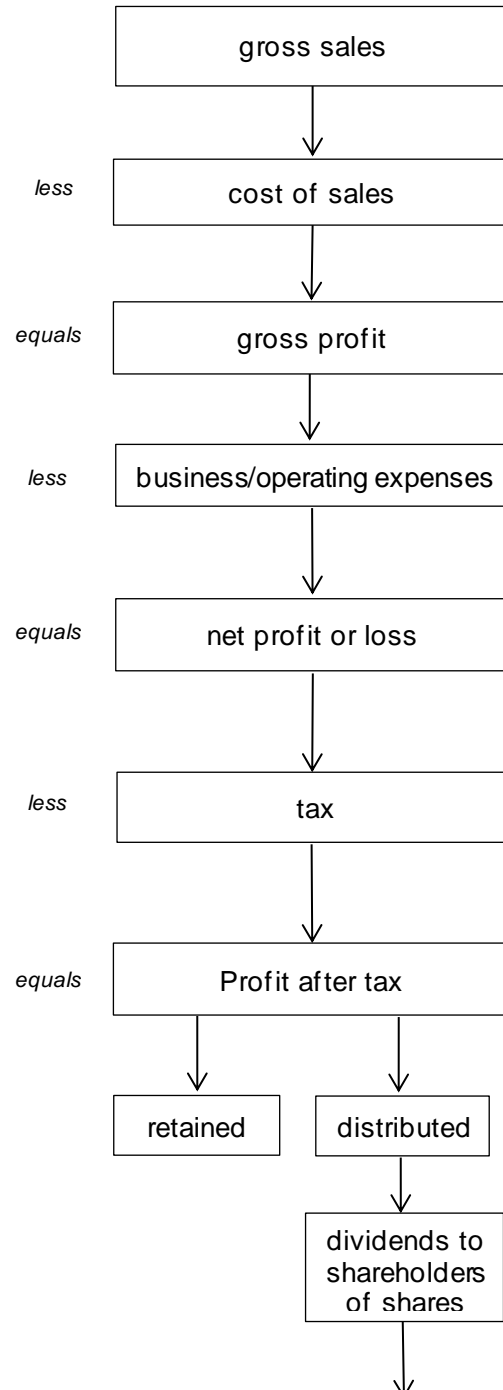 gross sales
less
cost of sales
equals
gross profit
less
business/operating expenses
equals
net profit or loss
less
tax
equals
Profit after tax
retained
distributed
dividends to
shareholders
of shares